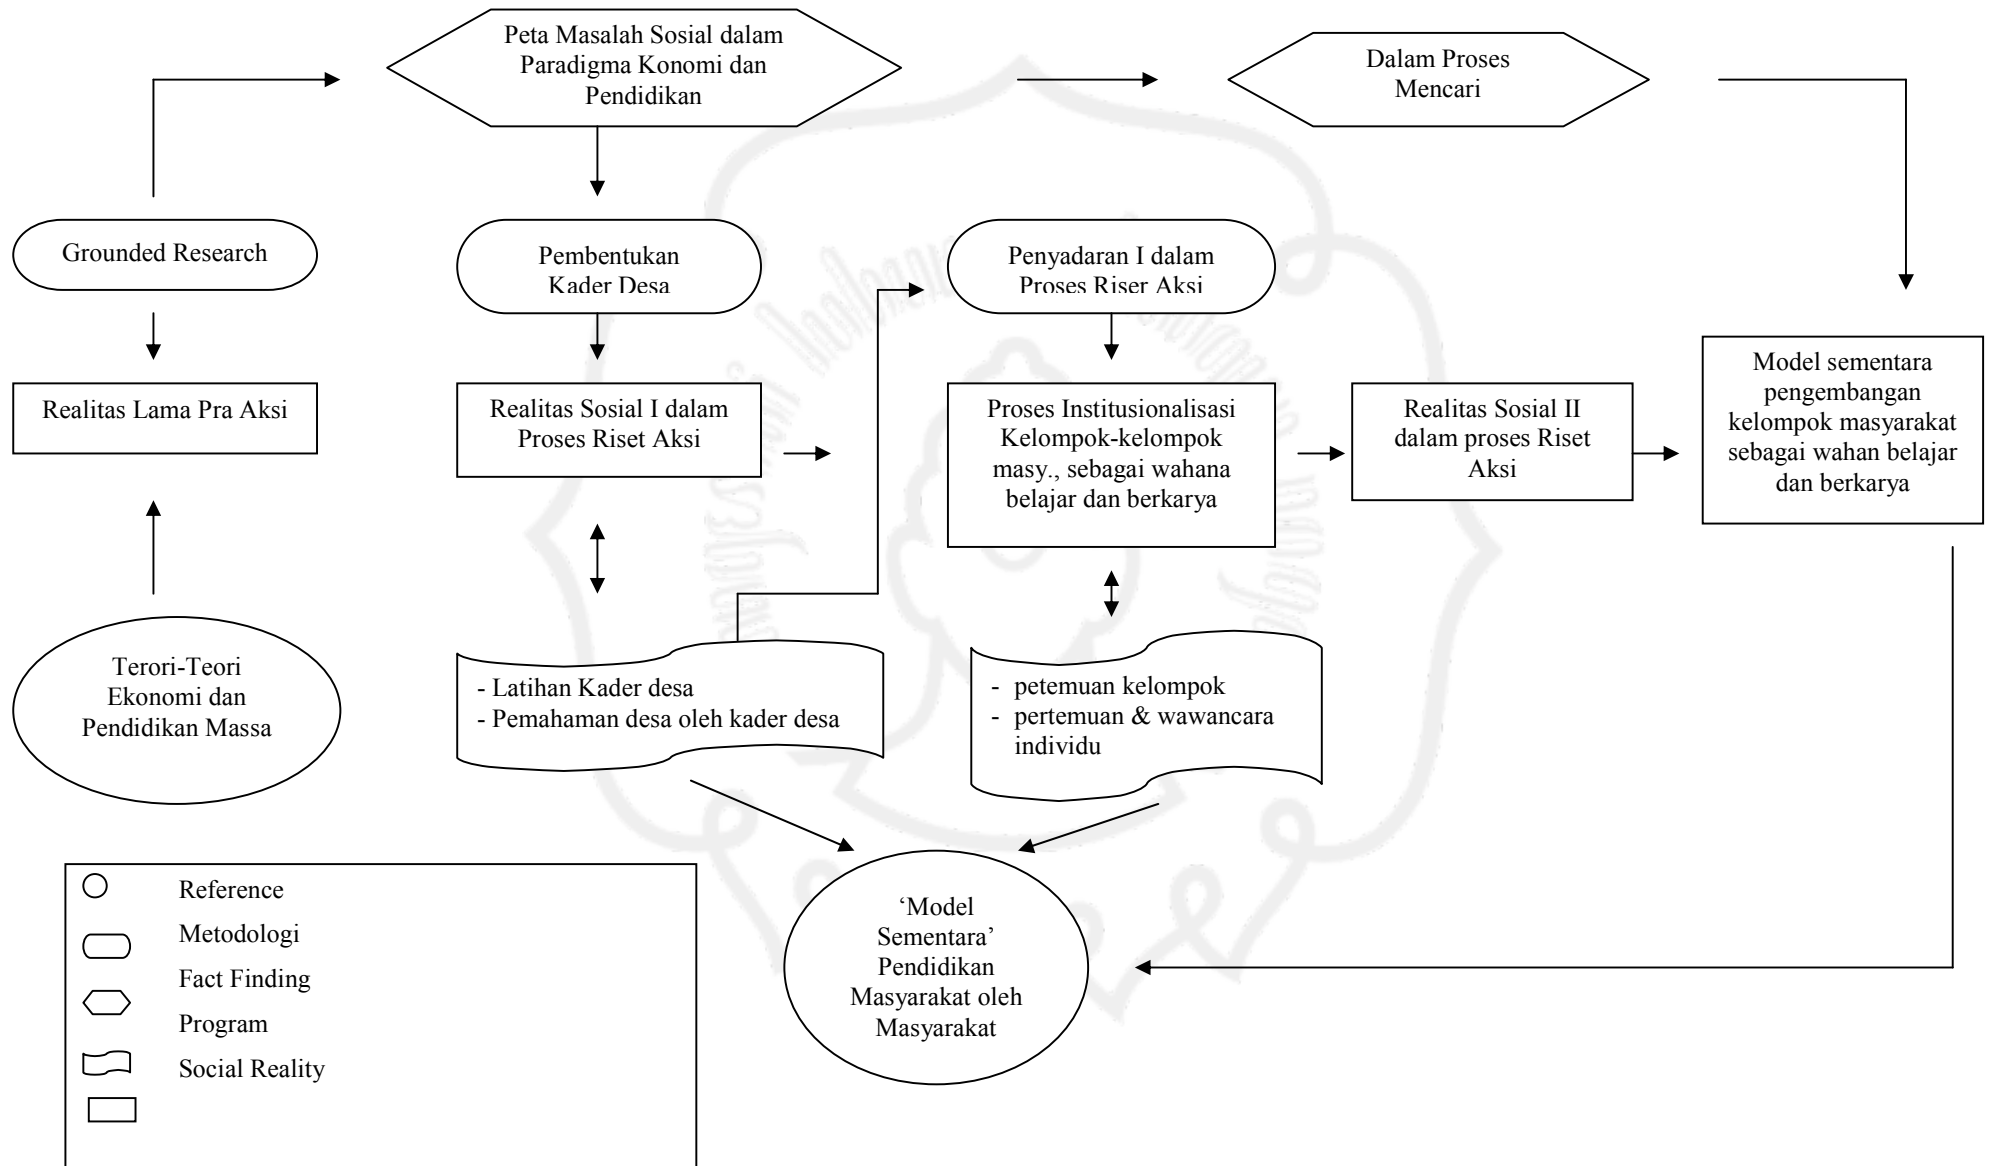 Peta Masalah Sosial dalam
Paradigma Konomi dan
Pendidikan
Dalam Proses
Mencari
Grounded Research
Pembentukan
Kader Desa
Penyadaran I dalam
Proses Riser Aksi
Realitas Lama Pra Aksi
Realitas Sosial I dalam
Proses Riset Aksi
Proses Institusionalisasi
Kelompok-kelompok
masy., sebagai wahana
belajar dan berkarya
Realitas Sosial II
dalam proses Riset
Aksi
Model sementara
pengembangan
kelompok masyarakat
sebagai wahan belajar
dan berkarya
Terori-Teori
Ekonomi dan
Pendidikan Massa
- Latihan Kader desa
- Pemahaman desa oleh kader desa
- petemuan kelompok
- pertemuan & wawancara
individu
‘Model
Sementara’
Pendidikan
Masyarakat oleh
Masyarakat
Reference
Metodologi
Fact Finding
Program
Social Reality